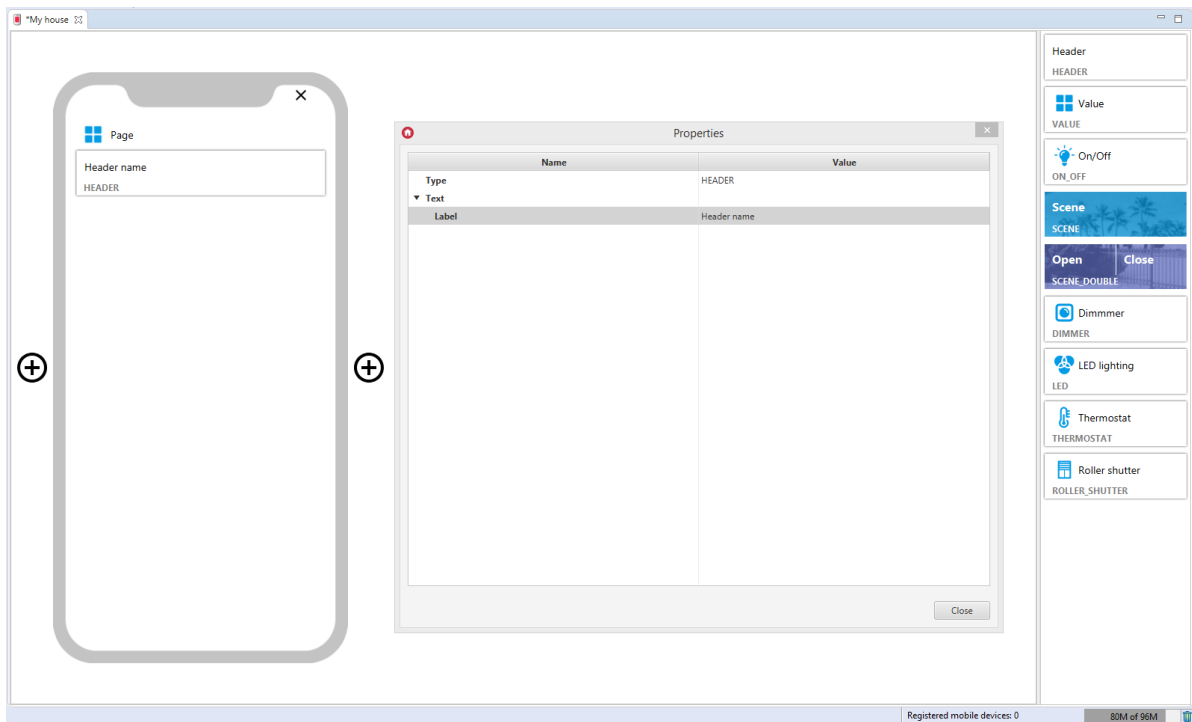 *My house
Page
Header name
HEADER
Properties
Name Value
Type HEADER
Text
Label Header name
Close
Header
HEADER
Value
VALUE
On/Off
ON_OFF
Scene
SCENE
Open Close
SCENE_DOUBLE
Dimmmer
DIMMER
LED lighting
LED
Thermostat
THERMOSTAT
Roller shutter
ROLLER_SHUTTER
Registered mobile devices: 0 80M of 96M